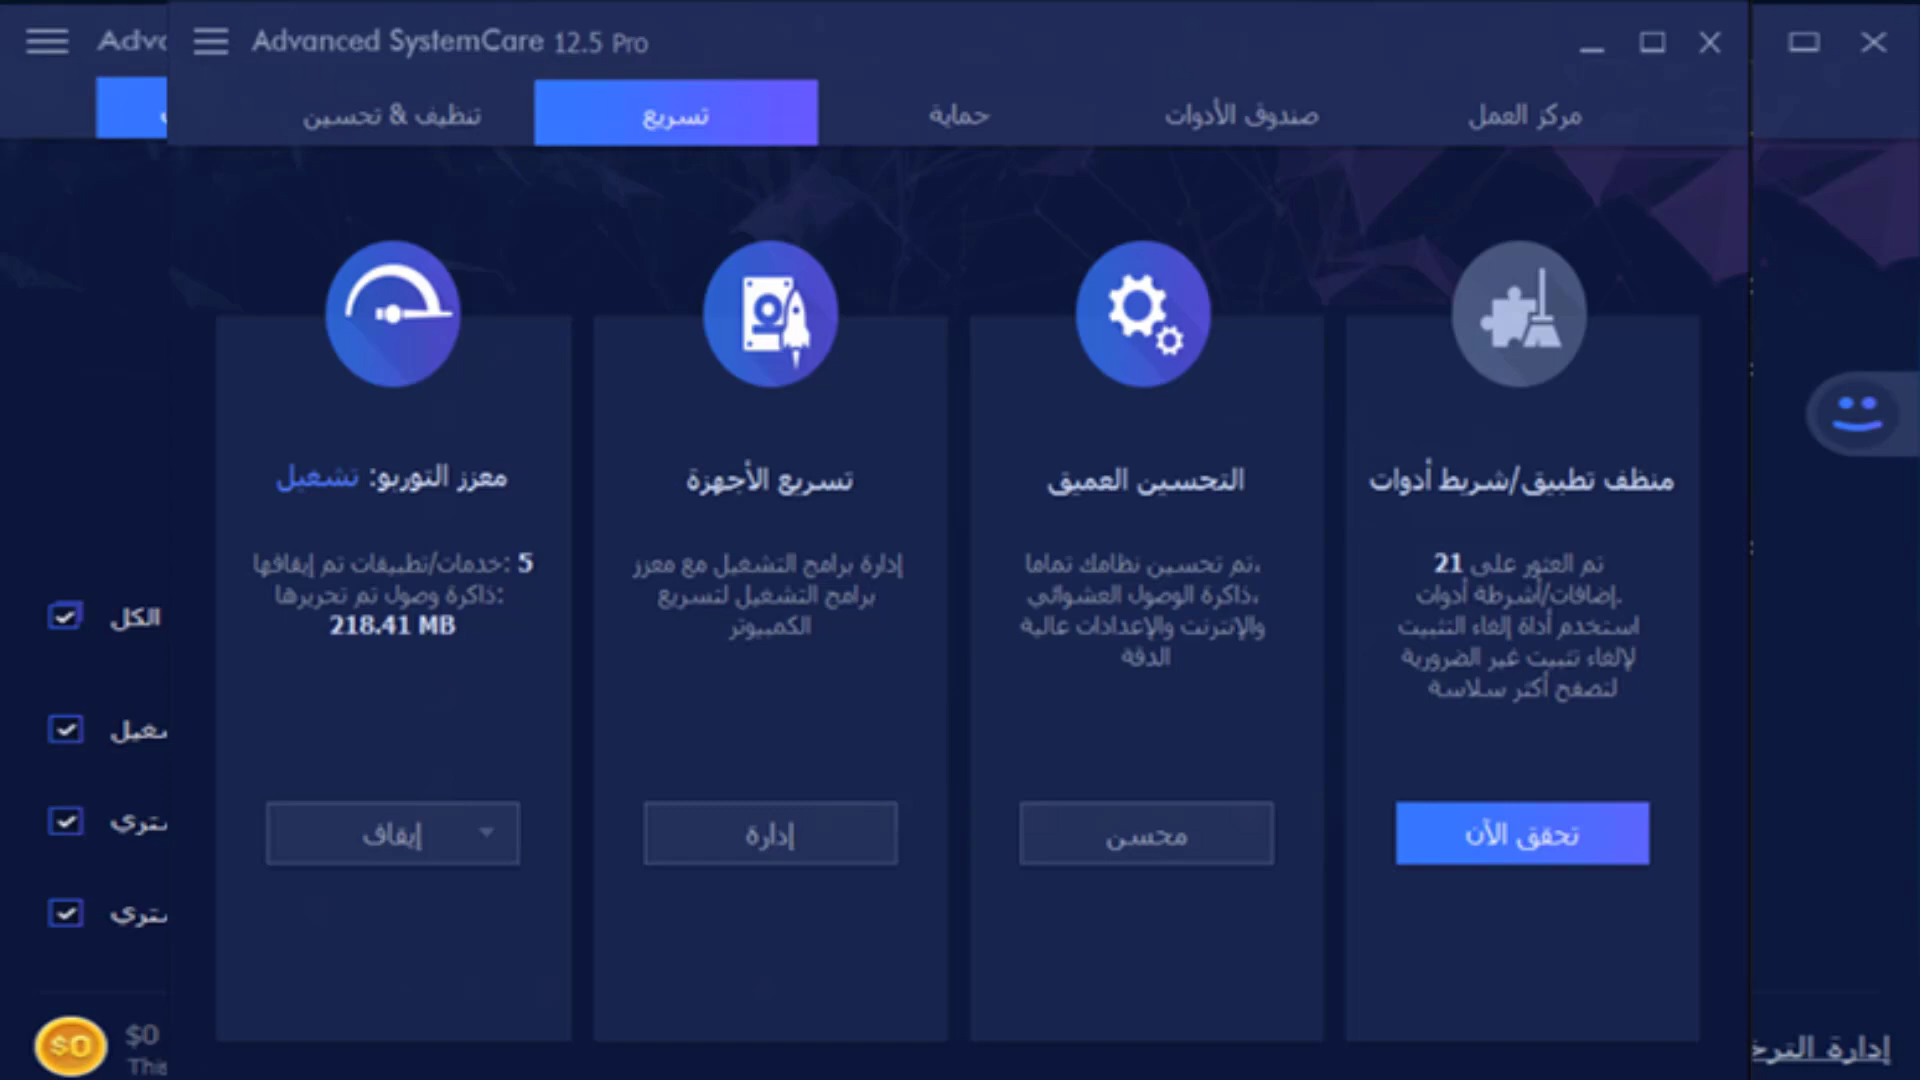 Advanced SystemCare 12.5 Pro
تنظيف & تحسين
تسريع
حماية
صندوق الأدوات
مركز العمل
معزز التوربو: تشغيل
5 :خدمات/تطبيقات تم إيقافها
ذاكرة وصول تم تحريرها:
218.41 MB
إيقاف
تسريع الأجهزة
إدارة برامج التشغيل مع معزز
برامج التشغيل لتسريع
الكمبيوتر
إدارة
التحسين العميق
تم تحسين نظامك تماما،
ذاكرة الوصول العشوائي،
والإنترنت والإعدادات عالية
الدقة
محسن
منظف تطبيق/شريط أدوات
تم العثور على 21
إضافات/أشرطة أدوات.
استخدم أداة إلغاء التثبيت
لإلغاء تثبيت غير الضرورية
لتصفح أكثر سلاسة
تحقق الآن
الكل
$0
$0
This
إدارة